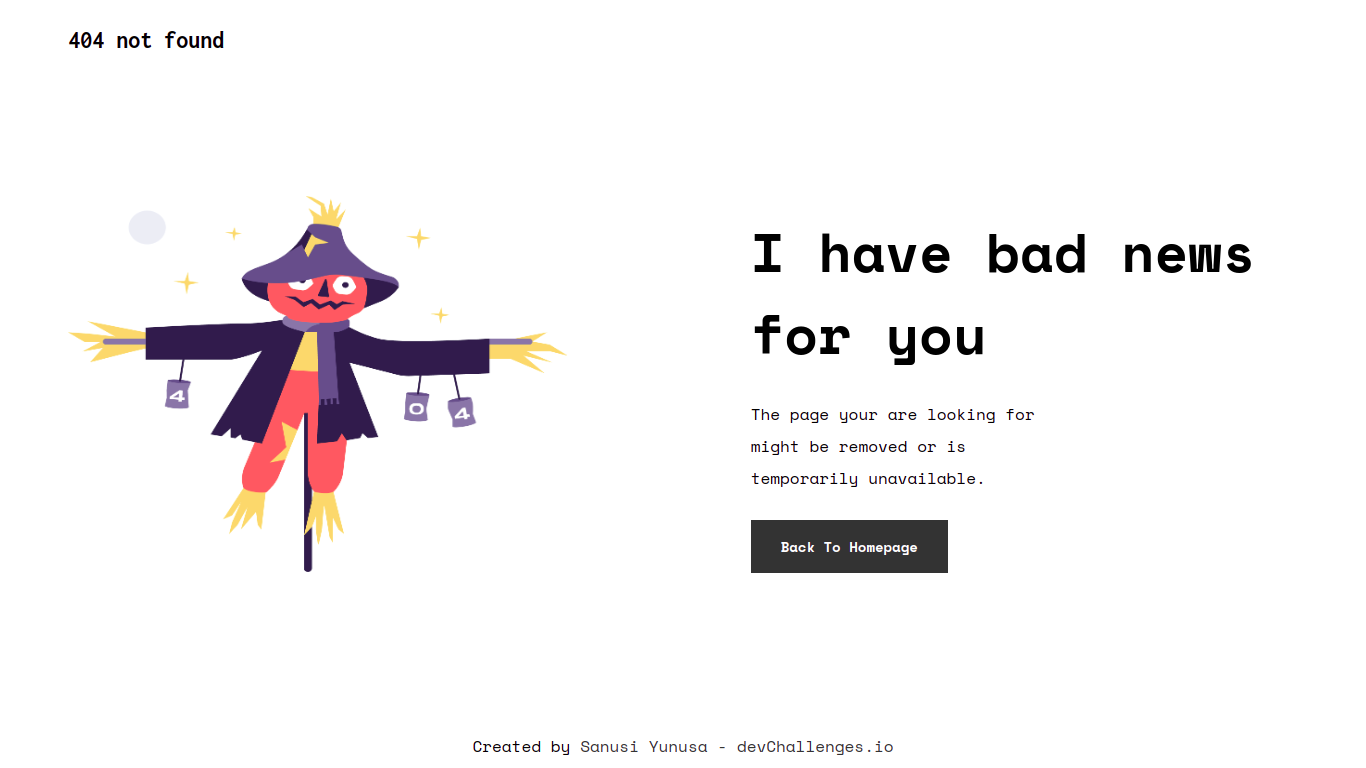 404 not found
4
0
4
I have bad news
for you
The page your are looking for
might be removed or is
temporarily unavailable.
Back To Homepage
Created by Sanusi Yunusa - devChallenges.io